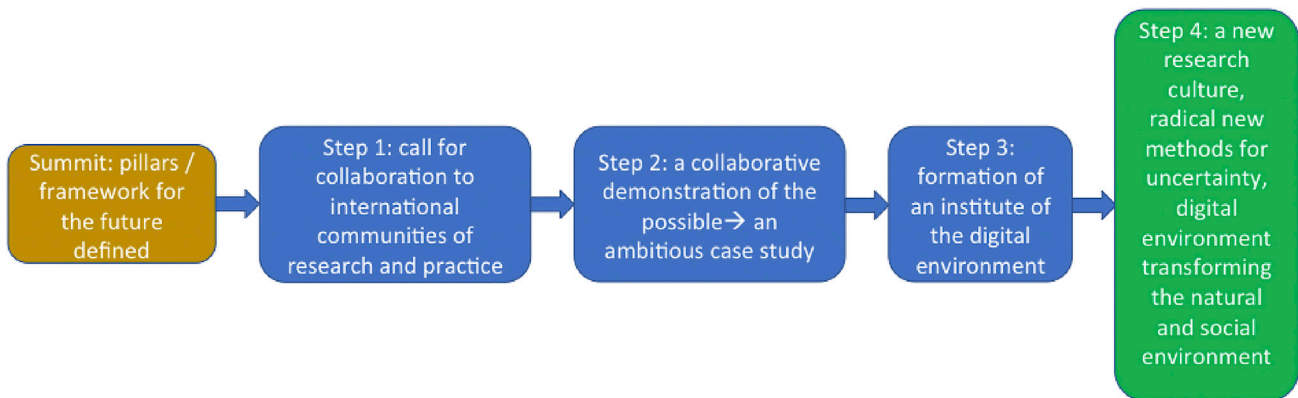 Summit: pillars /
framework for
the future
defined
Step 1: call for
collaboration to
international
communities of
research and practice
Step 2: a collaborative
demonstration of the
possible→ an
ambitious case study
Step 3:
formation of
an institute of
the digital
environment
Step 4: a new
research
culture,
radical new
methods for
uncertainty,
digital
environment
transforming
the natural
and social
environment